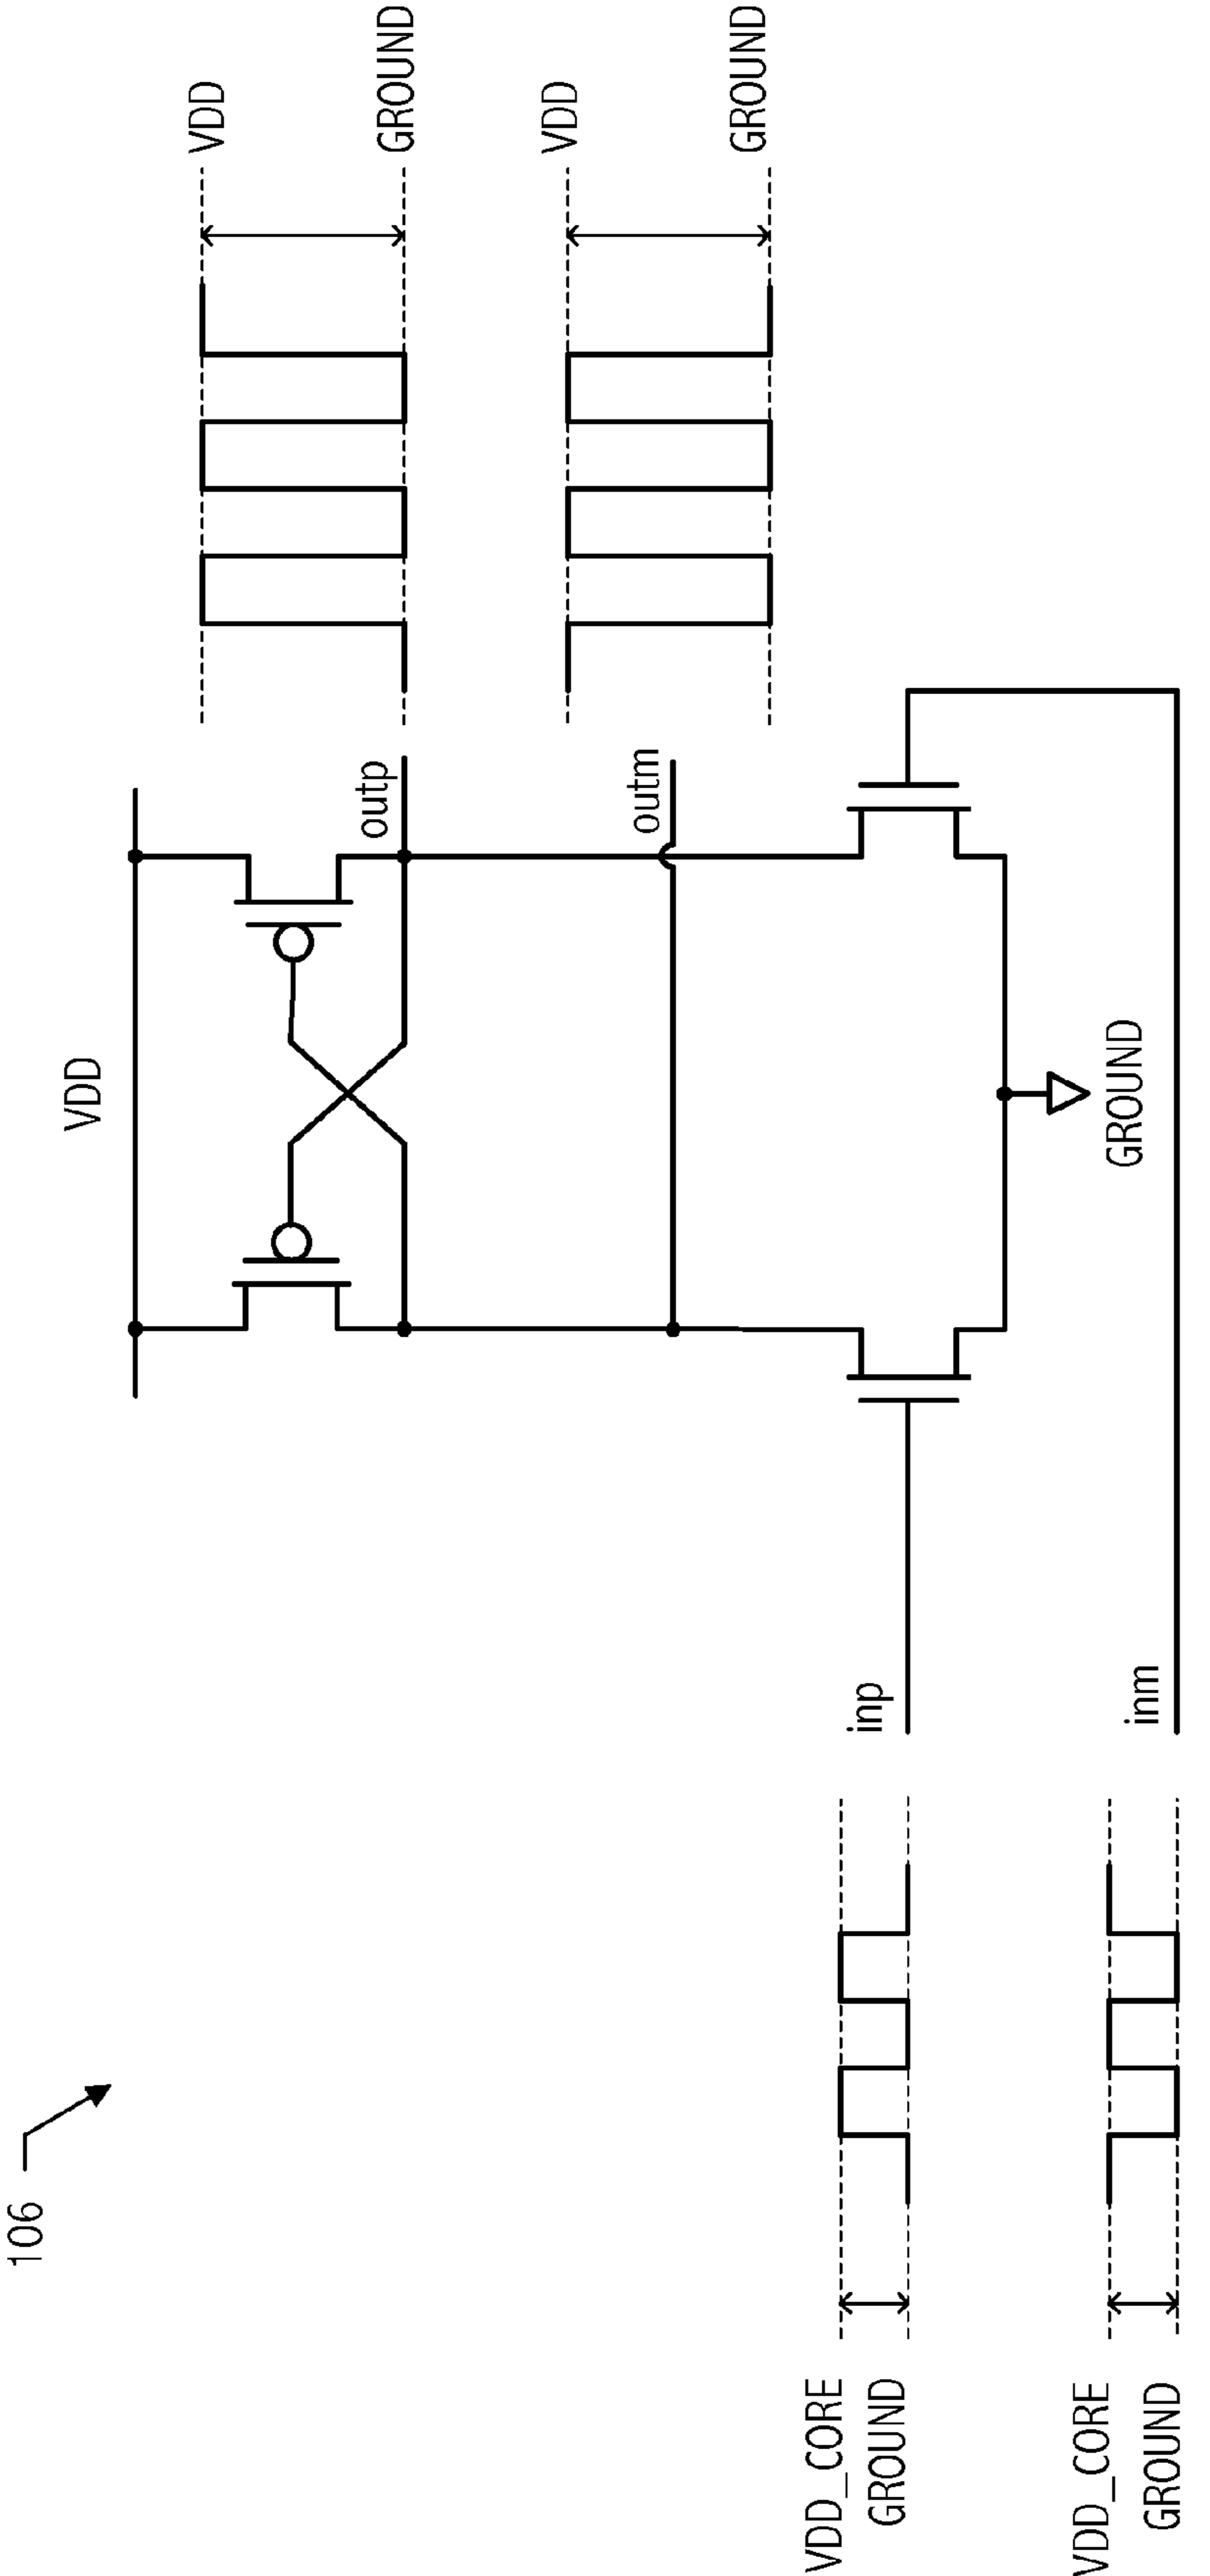 106
VDD
VDD
outp
GROUND
VDD
outm
GROUND
VDD_CORE
inp
GROUND
GROUND
VDD_CORE
inm
GROUND